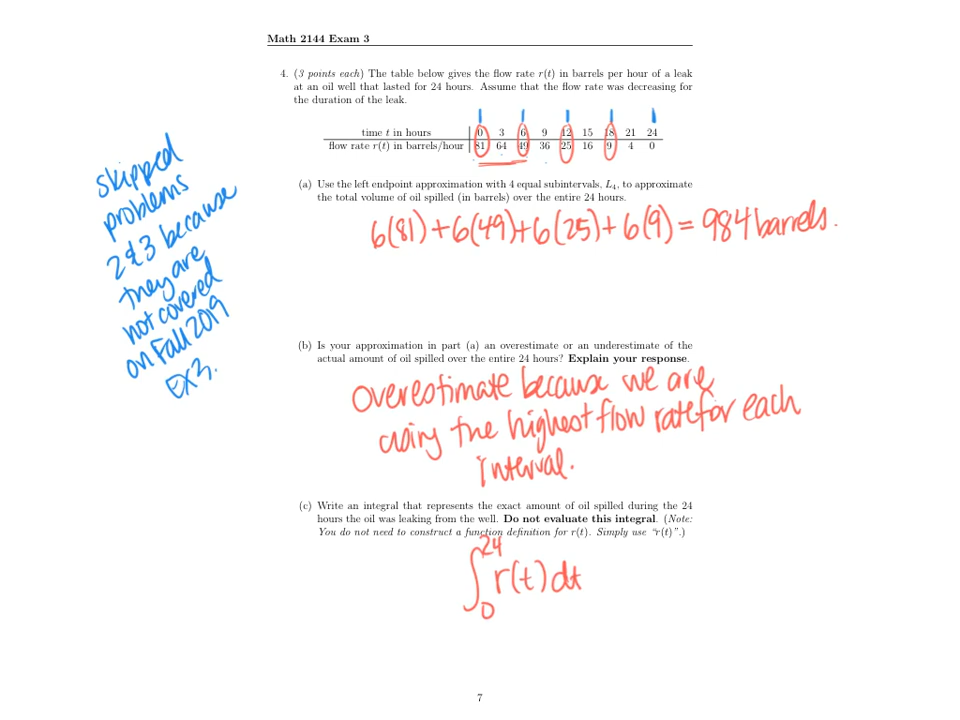 Math 2144 Exam 3
4. (3 points each) The table below gives the flow rate r(t) in barrels per hour of a leak
at an oil well that lasted for 24 hours. Assume that the flow rate was decreasing for
the duration of the leak.
time t in hours 0 3 6 9 12 15 18 21 24
flow rate r(t) in barrels/hour 81 64 49 36 25 16 9 4 0
skipped
problems
2&3 because
they are
not covered
on Fall 2019
Ex 3.
(a) Use the left endpoint approximation with 4 equal subintervals, L₄, to approximate
the total volume of oil spilled (in barrels) over the entire 24 hours.
6(81)+6(49)+6(25)+6(9) = 984 barrels.
(b) Is your approximation in part (a) an overestimate or an underestimate of the
actual amount of oil spilled over the entire 24 hours? Explain your response.
Overestimate because we are
using the highest flow rate for each
interval.
(c) Write an integral that represents the exact amount of oil spilled during the 24
hours the oil was leaking from the well. Do not evaluate this integral. (Note:
You do not need to construct a function definition for r(t). Simply use "r(t)".)
∫₀²⁴ r(t) dt
7